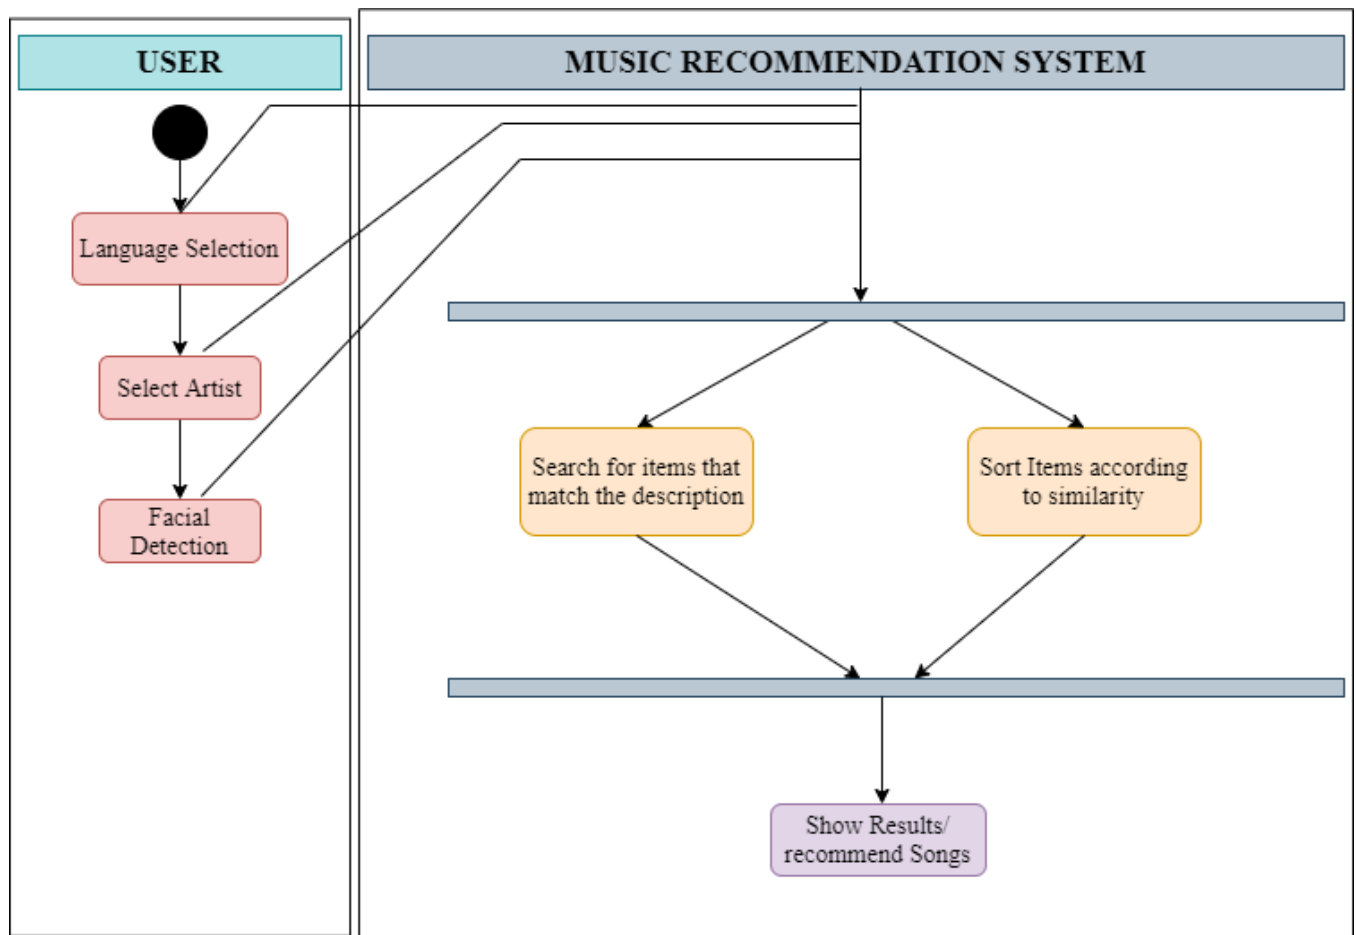 USER
MUSIC RECOMMENDATION SYSTEM
Language Selection
Select Artist
Facial
Detection
Search for items that
match the description
Sort Items according
to similarity
Show Results/
recommend Songs